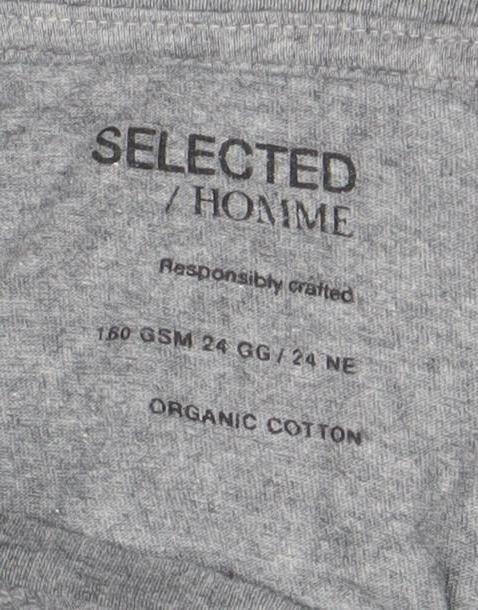 SELECTED
/ HOMME
Responsibly crafted
160 GSM 24 GG / 24 NE
ORGANIC COTTON